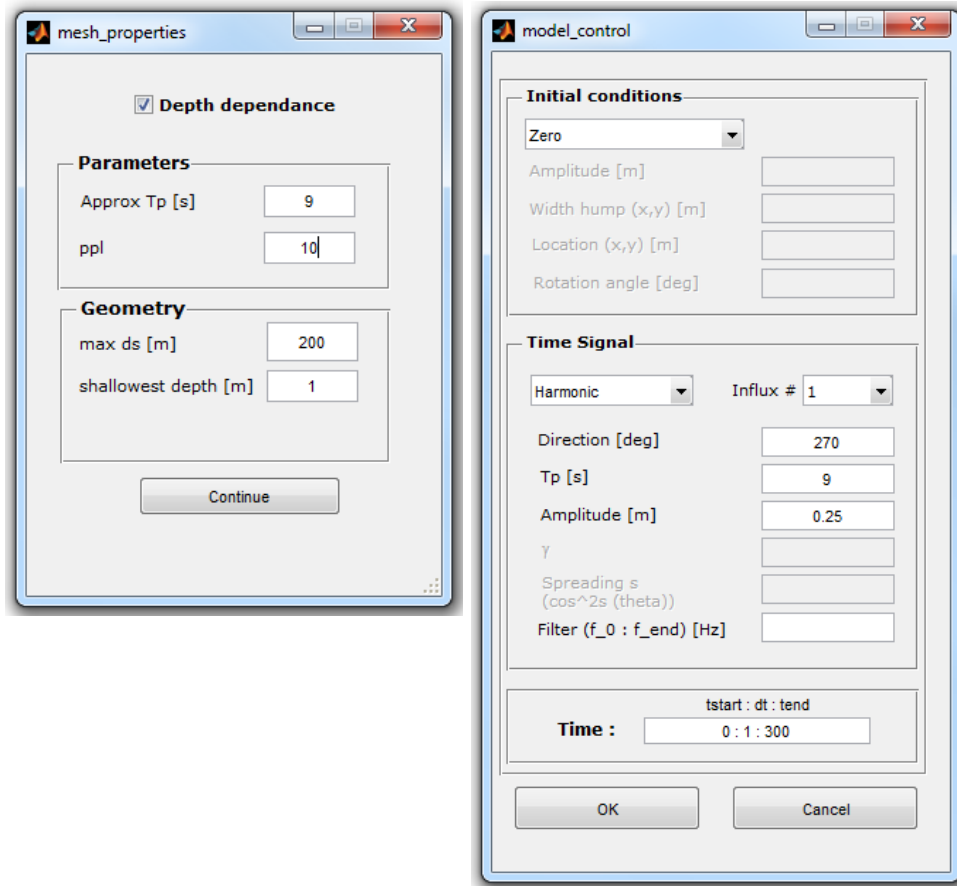 mesh_properties
Depth dependance
Parameters
Approx Tp [s] 9
ppl 10
Geometry
max ds [m] 200
shallowest depth [m] 1
Continue
model_control
Initial conditions
Zero
Amplitude [m]
Width hump (x,y) [m]
Location (x,y) [m]
Rotation angle [deg]
Time Signal
Harmonic Influx # 1
Direction [deg] 270
Tp [s] 9
Amplitude [m] 0.25
γ
Spreading s
(cos^2s (theta))
Filter (f_0 : f_end) [Hz]
tstart : dt : tend
Time : 0 : 1 : 300
OK Cancel